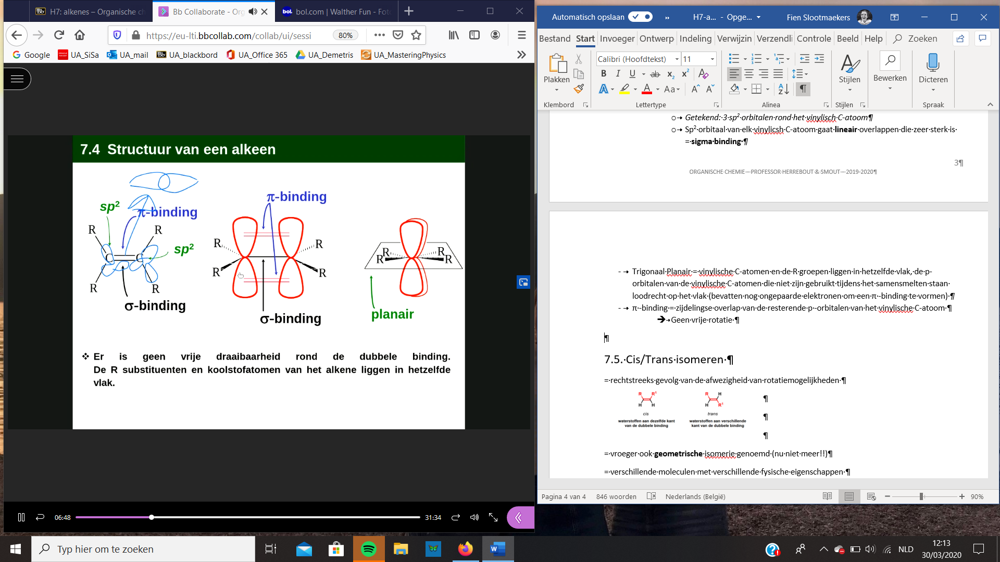 H7: alkenes – Organische ch
Bb Collaborate - Org
bol.com | Walther Fun - Foto
https://eu-lti.bbcollab.com/collab/ui/sessi
80%
Google
UA_SiSa
UA_mail
UA_blackbord
UA_Office 365
UA_Demetris
UA_MasteringPhysics
7.4 Structuur van een alkeen
sp²
π-binding
R
R
sp²
C
C
R
R
σ-binding
π-binding
R
R
R
R
σ-binding
R
R
R
R
planair
❖ Er is geen vrije draaibaarheid rond de dubbele binding.
De R substituenten en koolstofatomen van het alkene liggen in hetzelfde
vlak.
06:48
31:34
Automatisch opslaan
H7-a... - Opge...
Fien Slootmaekers
Bestand Start Invoeger Ontwerp Indeling Verwijzin Verzendli Controle Beeld Help Zoeken
Plakken
Calibri (Hoofdtekst) 11
Stijlen
Bewerken
Dicteren
Klembord
Lettertype
Alinea
Stijlen
Spraak
Getekend:·3·sp²·orbitalen·rond·het·vinylisch·C-atoom¶
Sp²·orbitaal·van·elk·vinylicsh·C-atoom·gaat·lineair·overlappen·die·zeer·sterk·is·
=·sigma·binding·¶
3¶
ORGANISCHE·CHEMIE—PROFESSOR·HERREBOUT·&·SMOUT—2019-2020¶
-→ Trigonaal·Planair·=·vinylische·C-atomen·en·de·R·groepen·liggen·in·hetzelfde·vlak,·de·p-
orbitalen·van·de·vinylische·C-atomen·die·niet·zijn·gebruikt·tijdens·het·samensmelten·staan·
loodrecht·op·het·vlak·(bevatten·nog·ongepaarde·elektronen·om·een·π·-binding·te·vormen)·¶
-→ π·-binding·=·zijdelingse·overlap·van·de·resterende·p·-orbitalen·van·het·vinylische·C-atoom·¶
➔→Geen·vrije·rotatie·¶
¶
7.5.·Cis/Trans·isomeren·¶
=·rechtstreeks·gevolg·van·de·afwezigheid·van·rotatiemogelijkheden·¶
R R¹
H H
cis
waterstoffen aan dezelfde kant
van de dubbele binding
R H
H R¹
trans
waterstoffen aan verschillende
kant van de dubbele binding
¶
¶
¶
=·vroeger·ook·geometrische·isomerie·genoemd·(nu·niet·meer!!)¶
=·verschillende·moleculen·met·verschillende·fysische·eigenschappen·¶
Pagina 4 van 4
846 woorden
Nederlands (België)
90%
Typ hier om te zoeken
NLD
12:13
30/03/2020